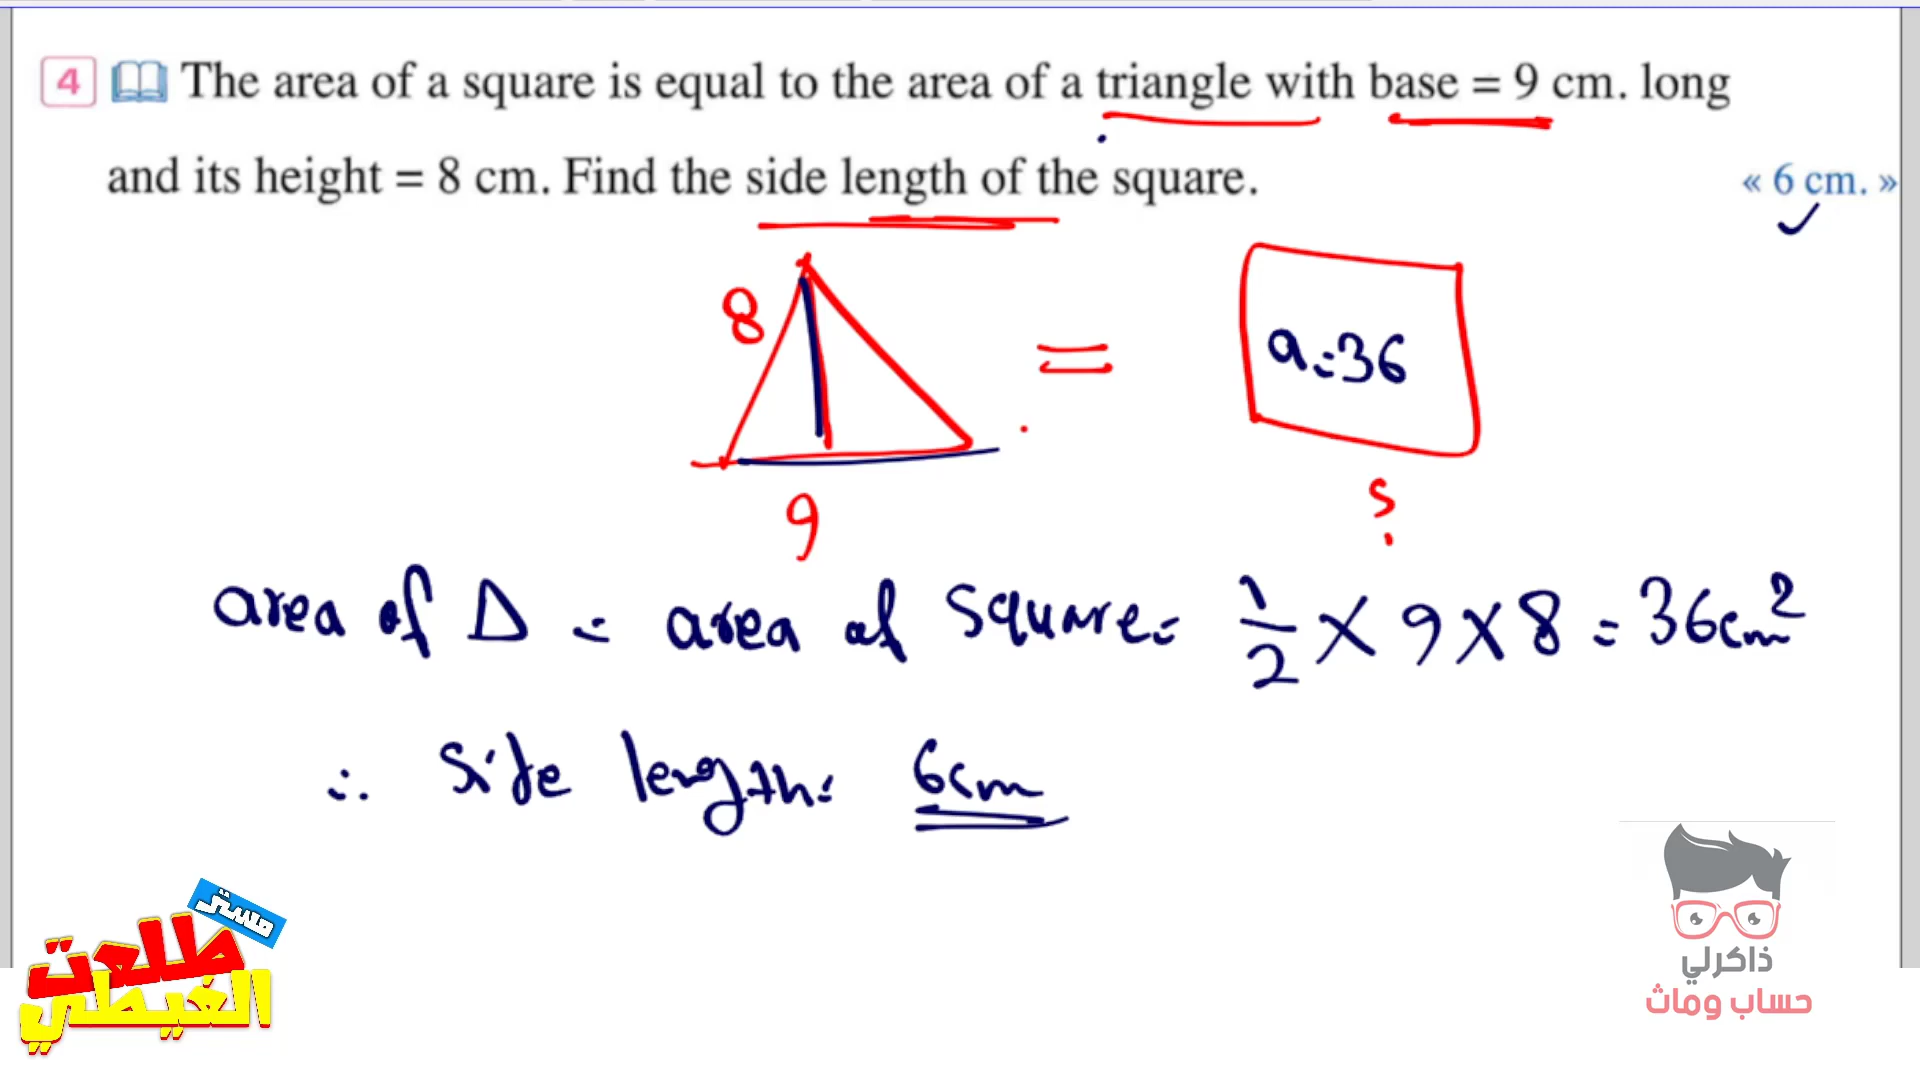 4 The area of a square is equal to the area of a triangle with base = 9 cm. long
and its height = 8 cm. Find the side length of the square. « 6 cm. »
8
=
a=36
9
?
area of Δ = area of square = 1/2 × 9 × 8 = 36cm²
∴ side length = 6cm
مستر
طلعت
الغيطي
ذاكرلي
حساب وماث